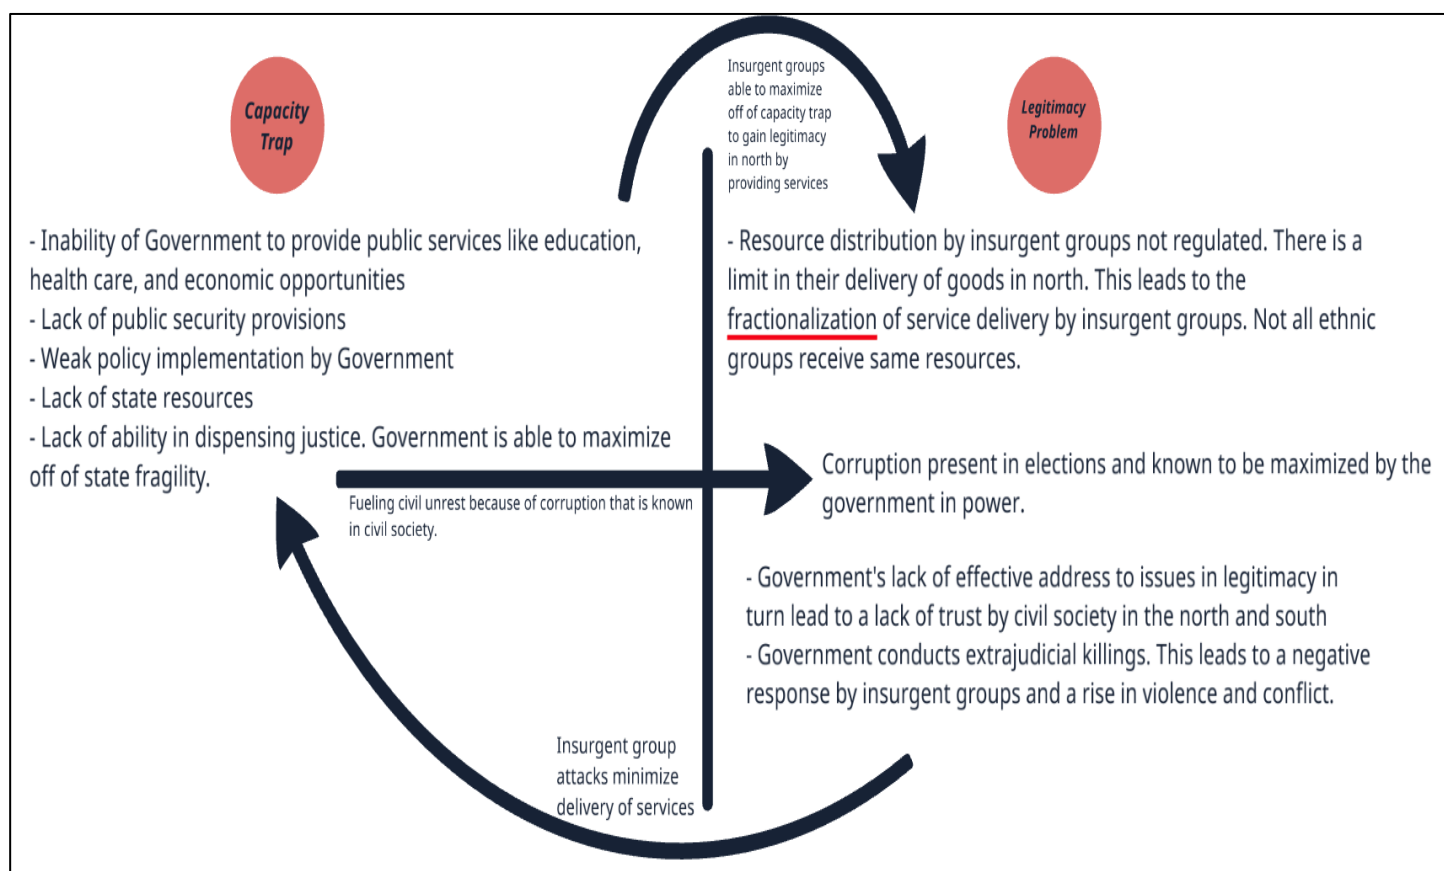 Capacity
Trap
- Inability of Government to provide public services like education,
health care, and economic opportunities
- Lack of public security provisions
- Weak policy implementation by Government
- Lack of state resources
- Lack of ability in dispensing justice. Government is able to maximize
off of state fragility.
Insurgent groups
able to maximize
off of capacity trap
to gain legitimacy
in north by
providing services
Legitimacy
Problem
- Resource distribution by insurgent groups not regulated. There is a
limit in their delivery of goods in north. This leads to the
fractionalization of service delivery by insurgent groups. Not all ethnic
groups receive same resources.
Fueling civil unrest because of corruption that is known
in civil society.
Corruption present in elections and known to be maximized by the
government in power.
- Government's lack of effective address to issues in legitimacy in
turn lead to a lack of trust by civil society in the north and south
- Government conducts extrajudicial killings. This leads to a negative
response by insurgent groups and a rise in violence and conflict.
Insurgent group
attacks minimize
delivery of services